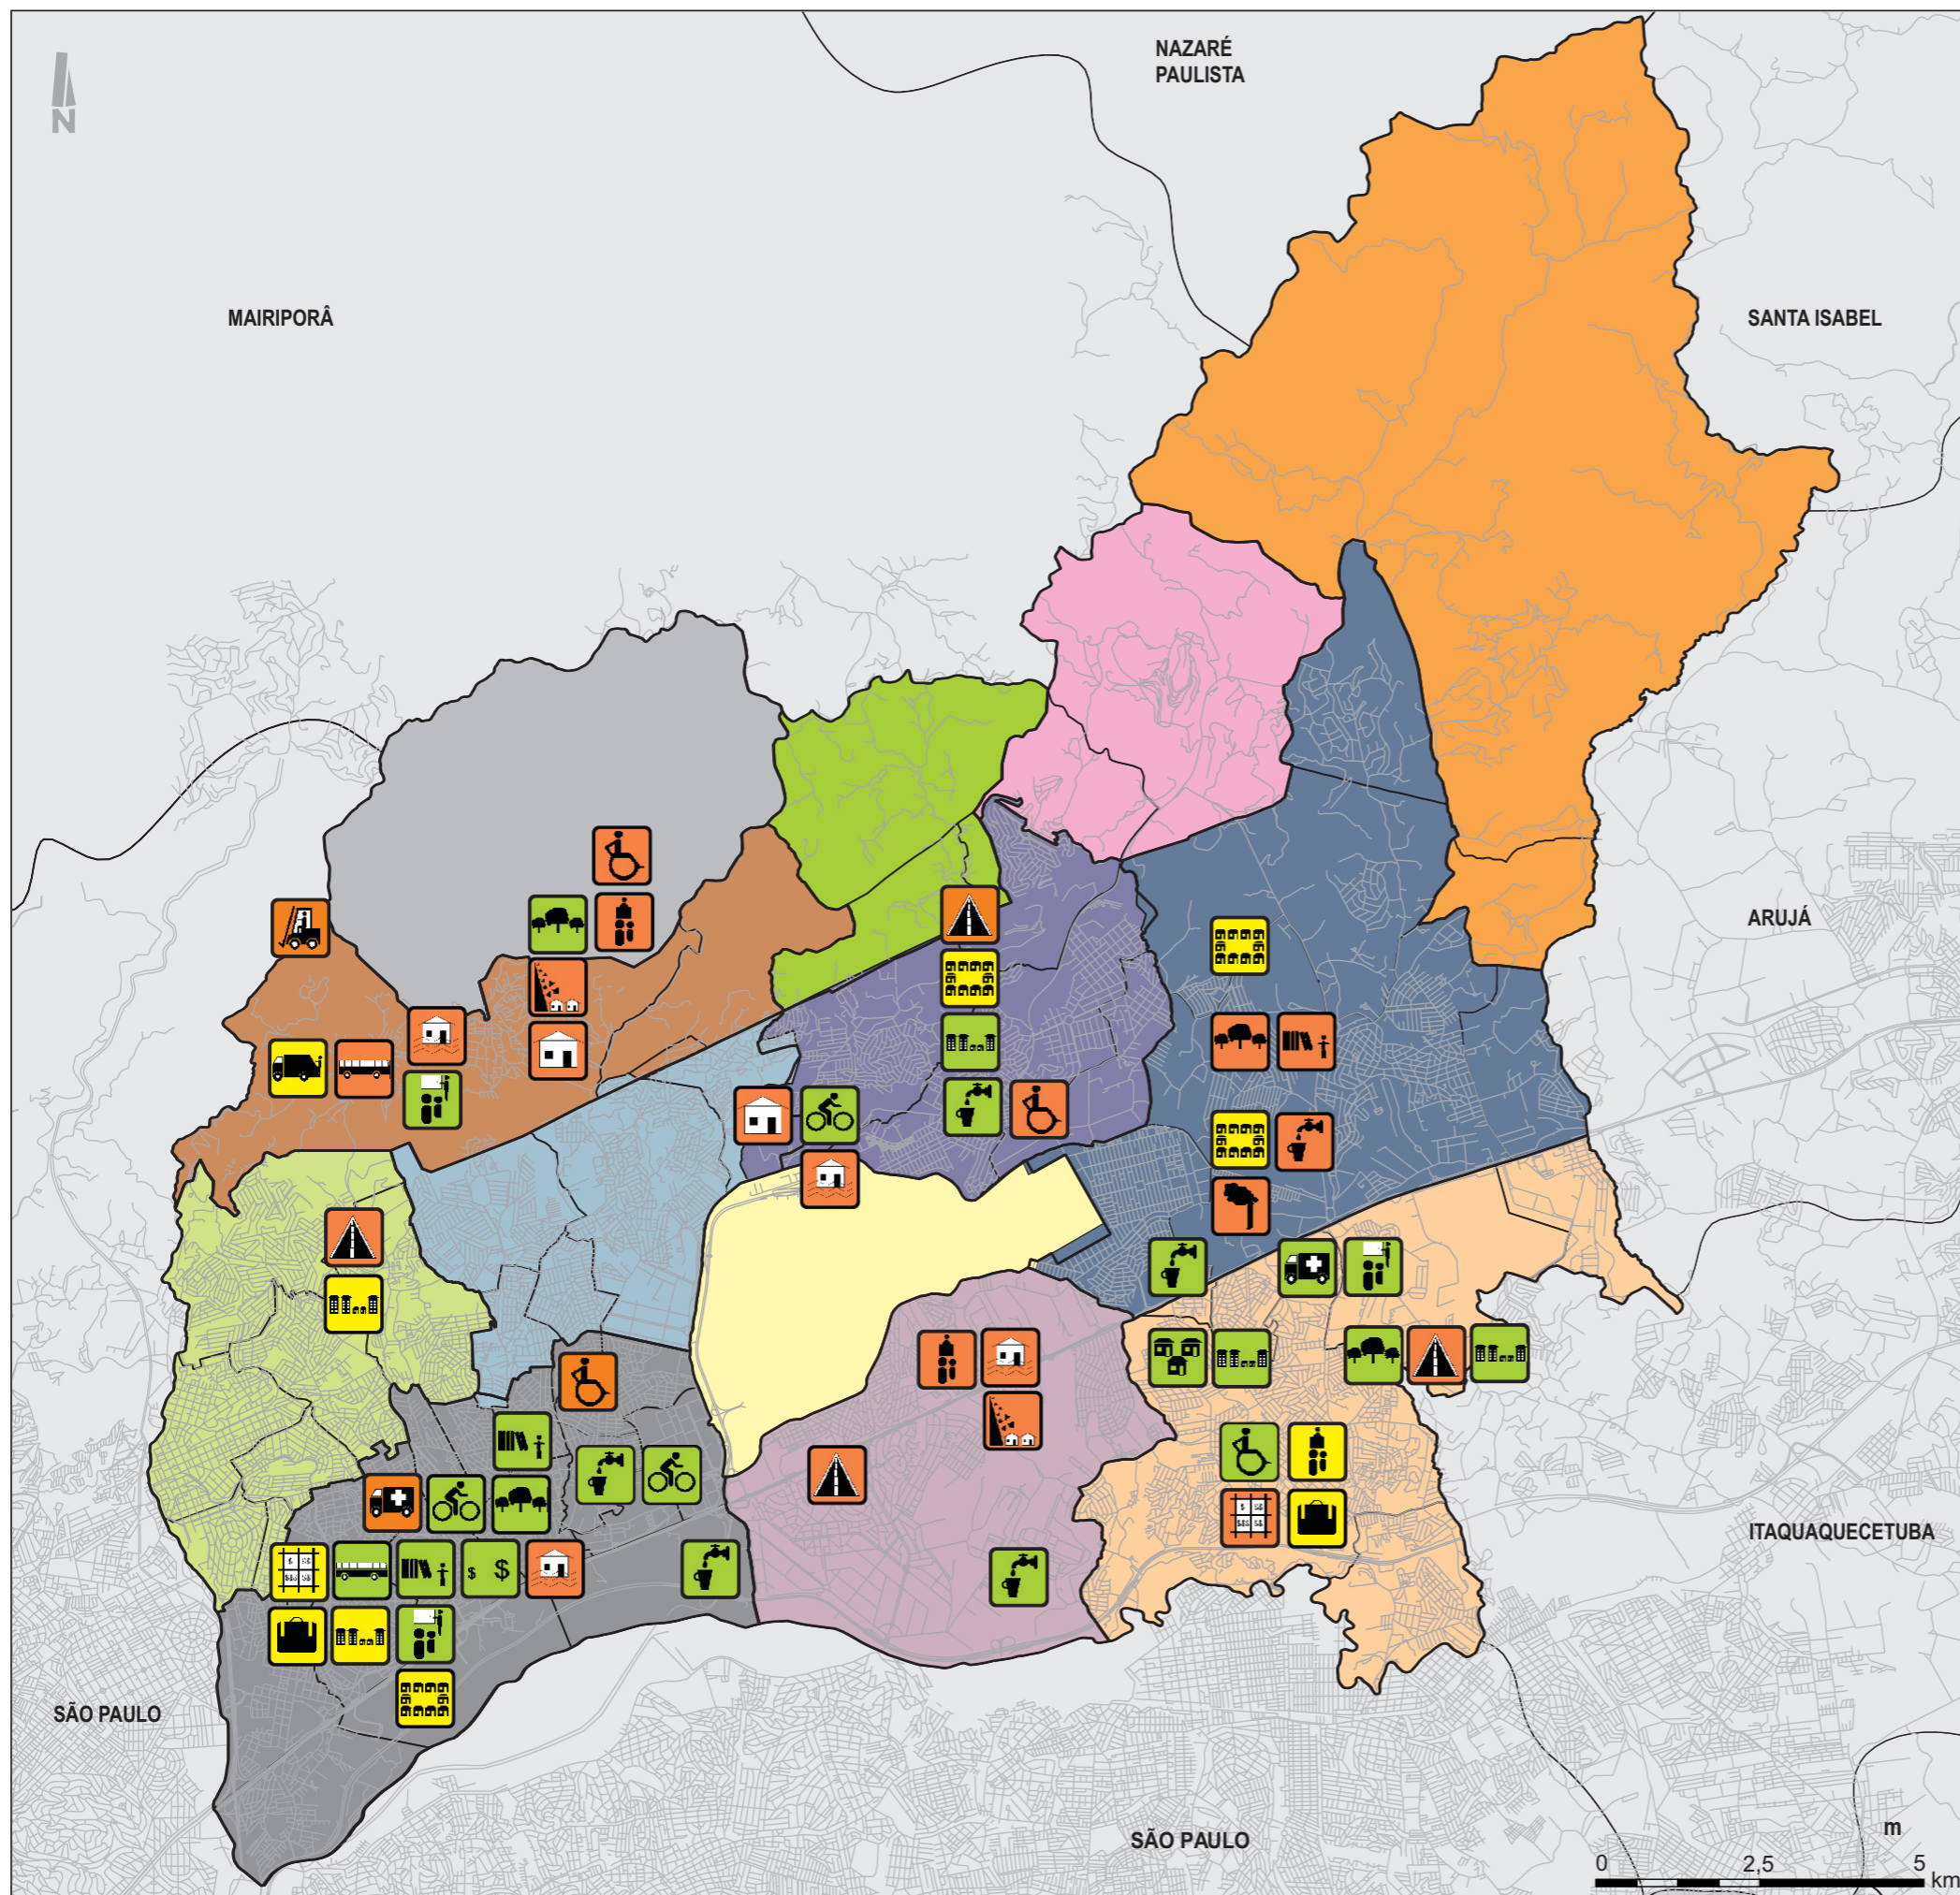 NAZARÉ
PAULISTA
N
MAIRIPORÂ
SANTA ISABEL
ARUJÁ
ITAQUAQUECETUBA
$ $
SÃO PAULO
SÃO PAULO
m
0 2,5 5
km